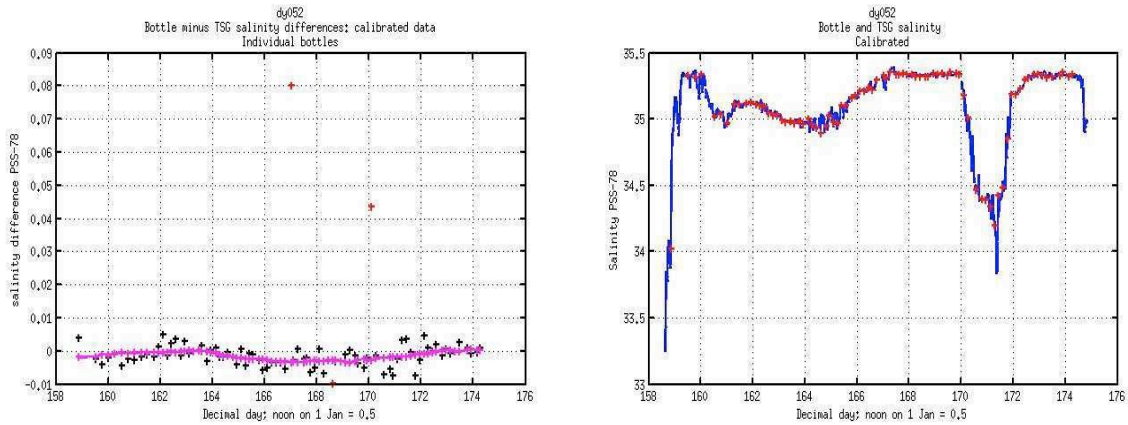 dy052
Bottle minus TSG salinity differences: calibrated data
Individual bottles
0.09
0.08
0.07
0.06
0.05
0.04
0.03
0.02
0.01
0
-0.01
salinity difference PSS-78
158 160 162 164 166 168 170 172 174 176
Decimal day; noon on 1 Jan = 0.5
dy052
Bottle and TSG salinity
Calibrated
35.5
35
34.5
34
33.5
33
Salinity PSS-78
158 160 162 164 166 168 170 172 174 176
Decimal day; noon on 1 Jan = 0.5